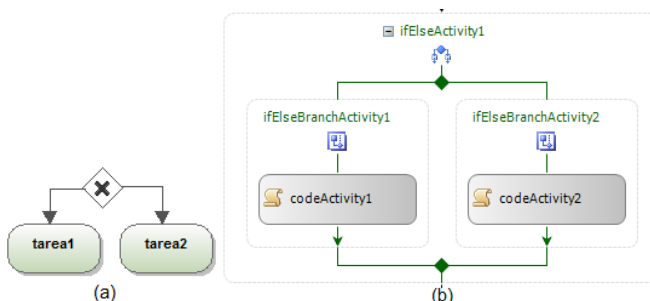 ifElseActivity1
ifElseBranchActivity1
ifElseBranchActivity2
codeActivity1
codeActivity2
tarea1
tarea2
(a)
(b)